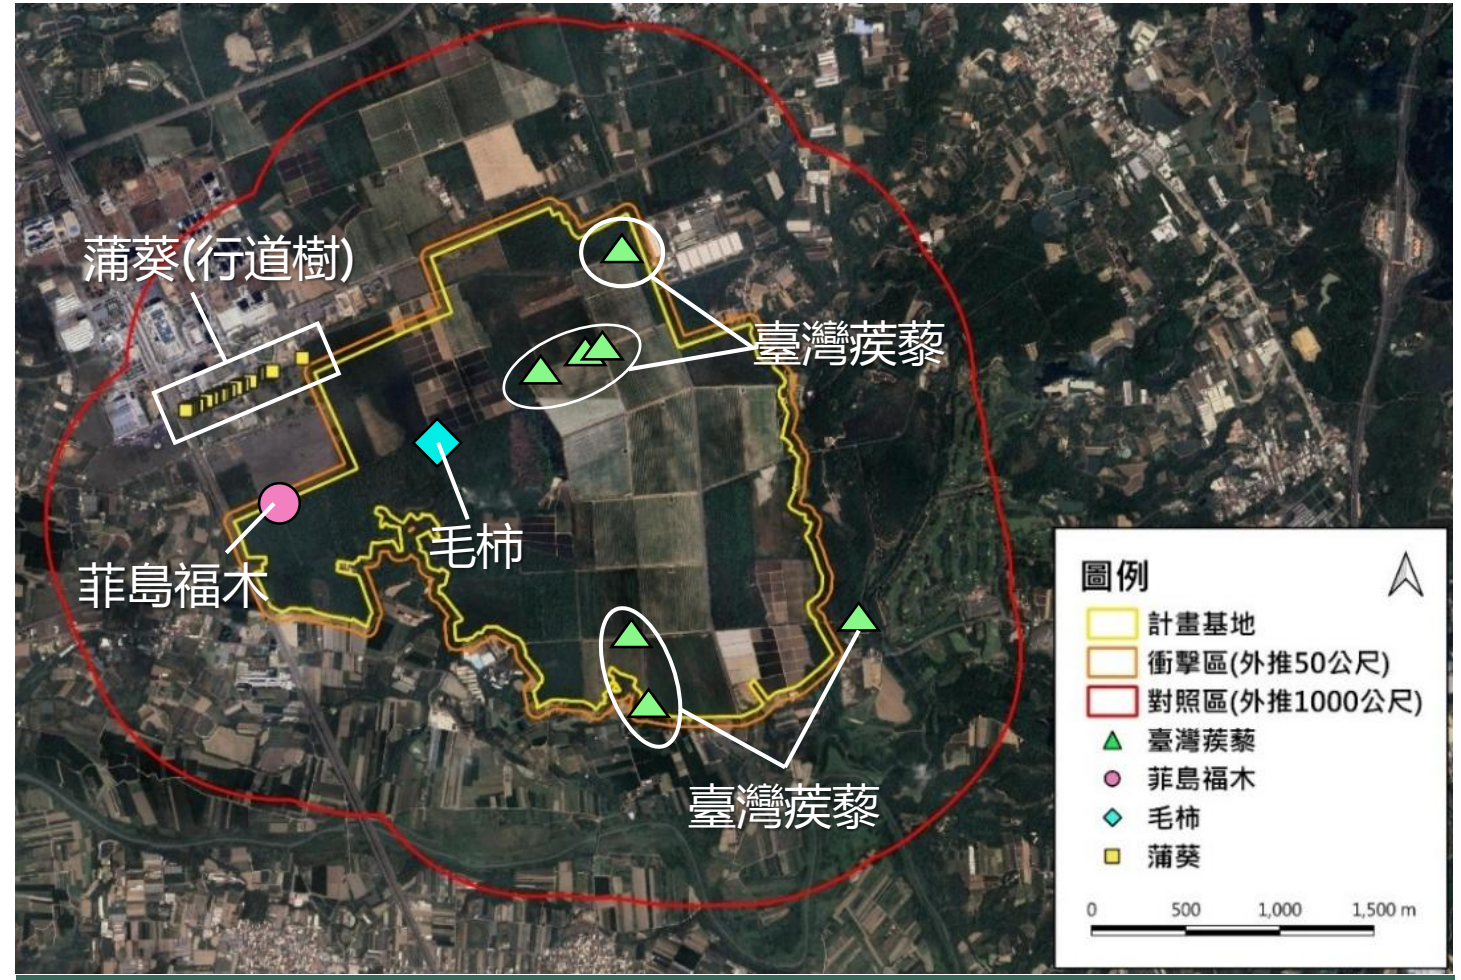 蒲葵(行道樹)
臺灣蒺藜
毛柿
菲島福木
臺灣蒺藜
圖例
計畫基地
衝擊區(外推50公尺)
對照區(外推1000公尺)
臺灣蒺藜
菲島福木
毛柿
蒲葵
0 500 1,000 1,500 m